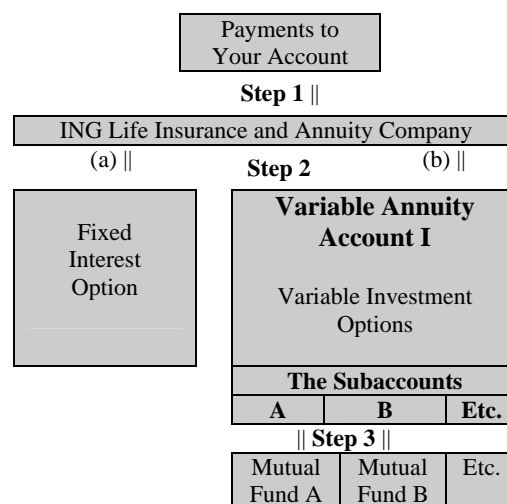 Payments to
Your Account
Step 1 ||
ING Life Insurance and Annuity Company
(a) || Step 2 (b) ||
Fixed
Interest
Option
Variable Annuity
Account I
Variable Investment
Options
The Subaccounts
A B Etc.
|| Step 3 ||
Mutual Mutual Etc.
Fund A Fund B